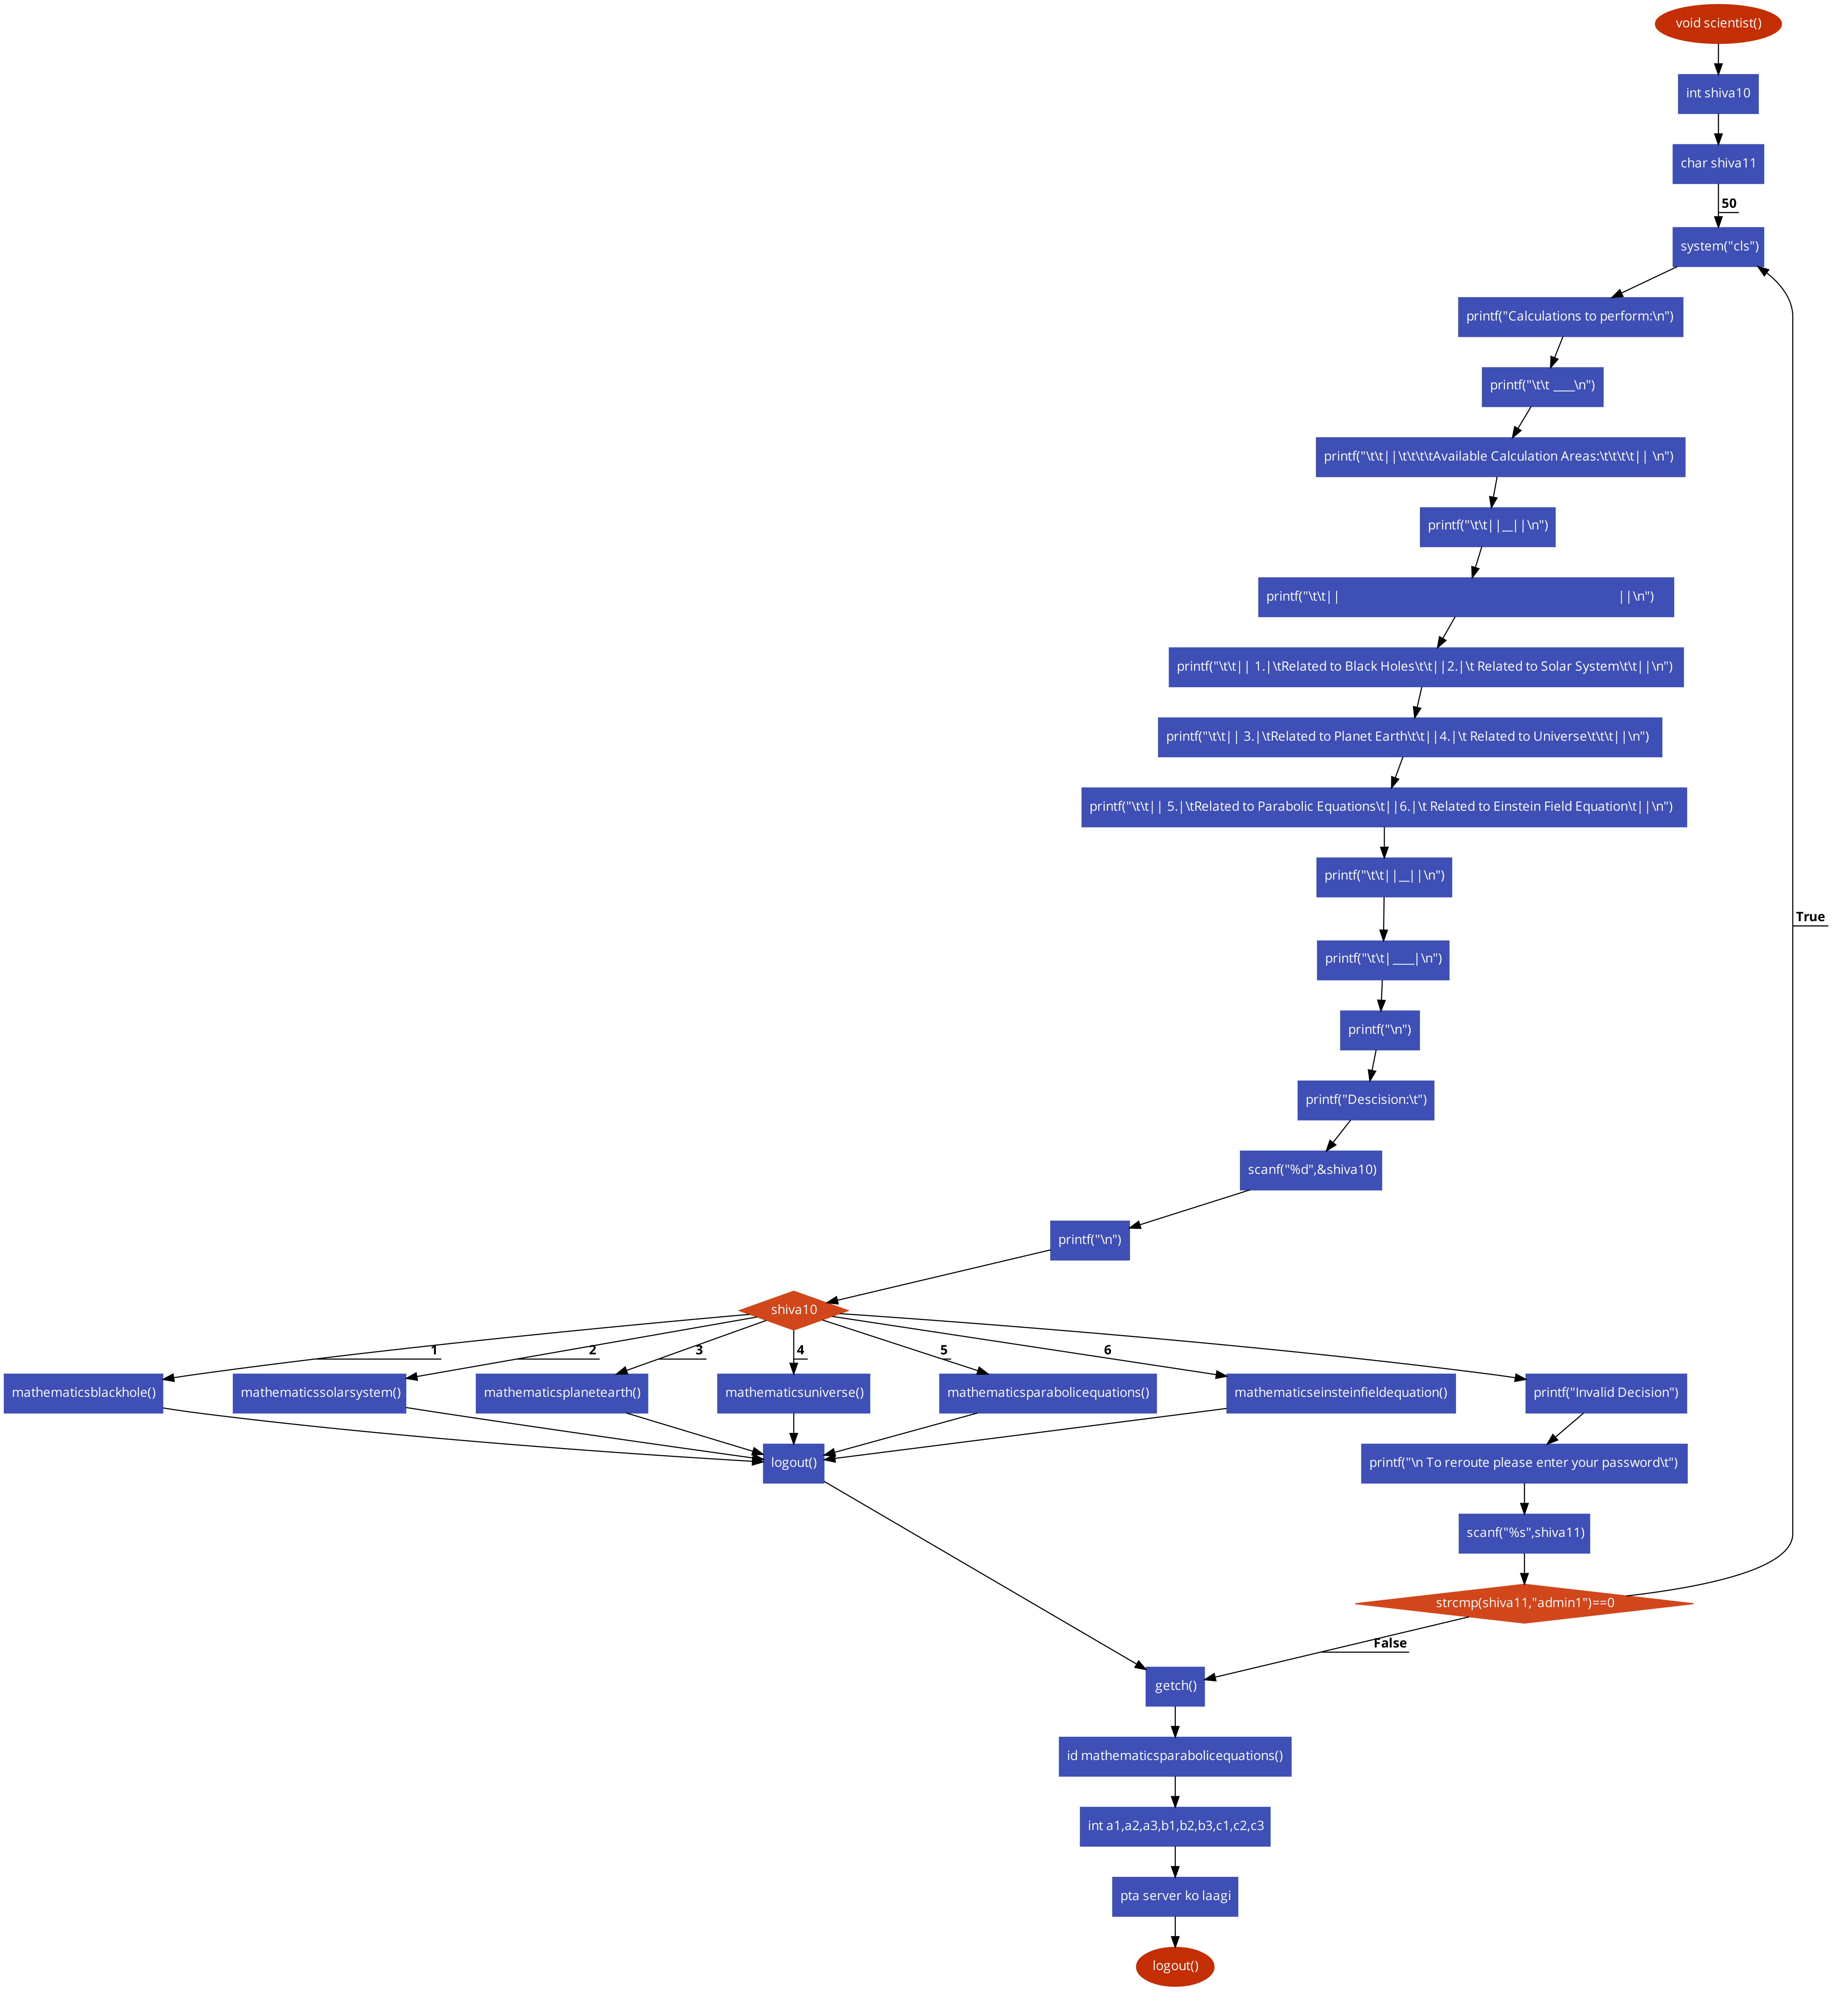 void scientist()
int shiva10
char shiva11
50
system("cls")
printf("Calculations to perform:\n")
printf("\t\t ____\n")
printf("\t\t||\t\t\t\tAvailable Calculation Areas:\t\t\t\t|| \n")
printf("\t\t||__||\n")
printf("\t\t|| ||\n")
printf("\t\t|| 1.|\tRelated to Black Holes\t\t||2.|\t Related to Solar System\t\t||\n")
printf("\t\t|| 3.|\tRelated to Planet Earth\t\t||4.|\t Related to Universe\t\t\t||\n")
printf("\t\t|| 5.|\tRelated to Parabolic Equations\t||6.|\t Related to Einstein Field Equation\t||\n")
printf("\t\t||__||\n")
True
printf("\t\t|____|\n")
printf("\n")
printf("Descision:\t")
scanf("%d",&shiva10)
printf("\n")
shiva10
1 2 3 4 5 6
mathematicsblackhole() mathematicssolarsystem() mathematicsplanetearth() mathematicsuniverse() mathematicsparabolicequations() mathematicseinsteinfieldequation() printf("Invalid Decision")
logout() printf("\n To reroute please enter your password\t")
scanf("%s",shiva11)
strcmp(shiva11,"admin1")==0
False
getch()
id mathematicsparabolicequations()
int a1,a2,a3,b1,b2,b3,c1,c2,c3
pta server ko laagi
logout()